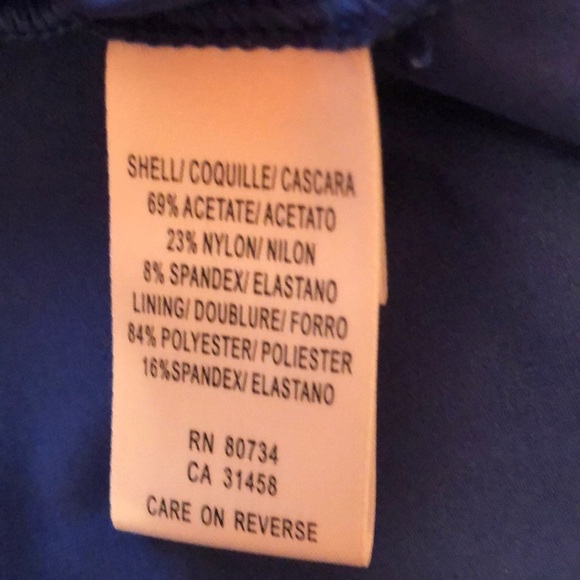 SHELL/ COQUILLE/ CASCARA
69% ACETATE/ ACETATO
23% NYLON/ NILON
8% SPANDEX/ ELASTANO
LINING/ DOUBLURE/ FORRO
84% POLYESTER/ POLIESTER
16%SPANDEX/ ELASTANO
RN 80734
CA 31458
CARE ON REVERSE